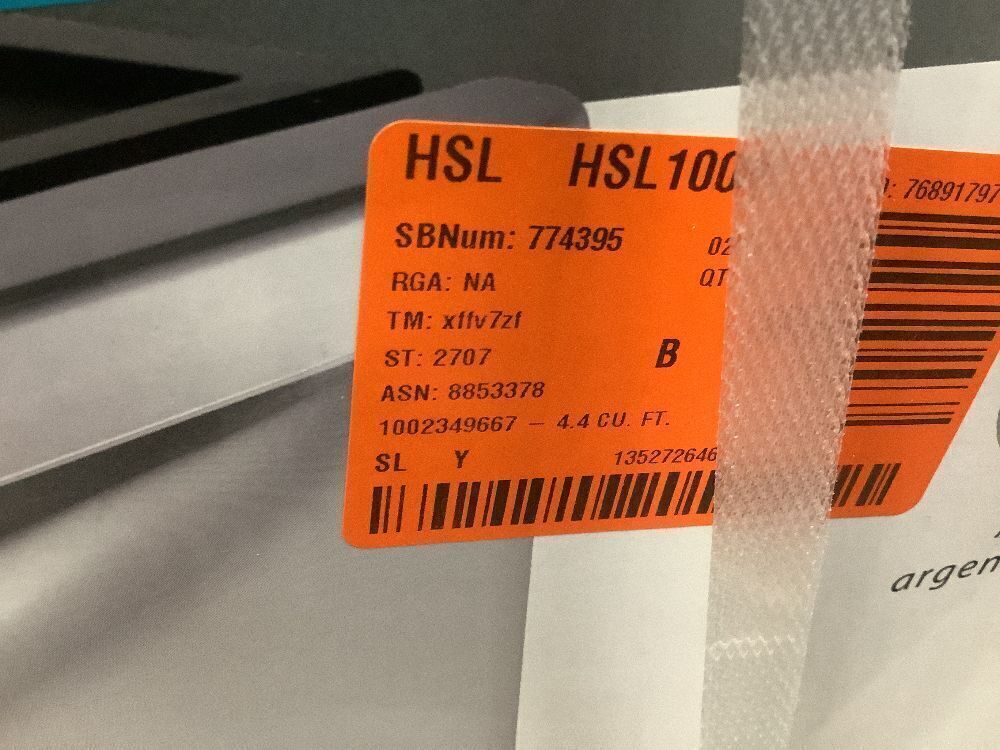 HSL HSL100
: 76891797
SBNum: 774395 02
RGA: NA QT
TM: xffv7zf
ST: 2707 B
ASN: 8853378
1002349667 – 4.4 CU. FT.
SL Y 135272646
argen